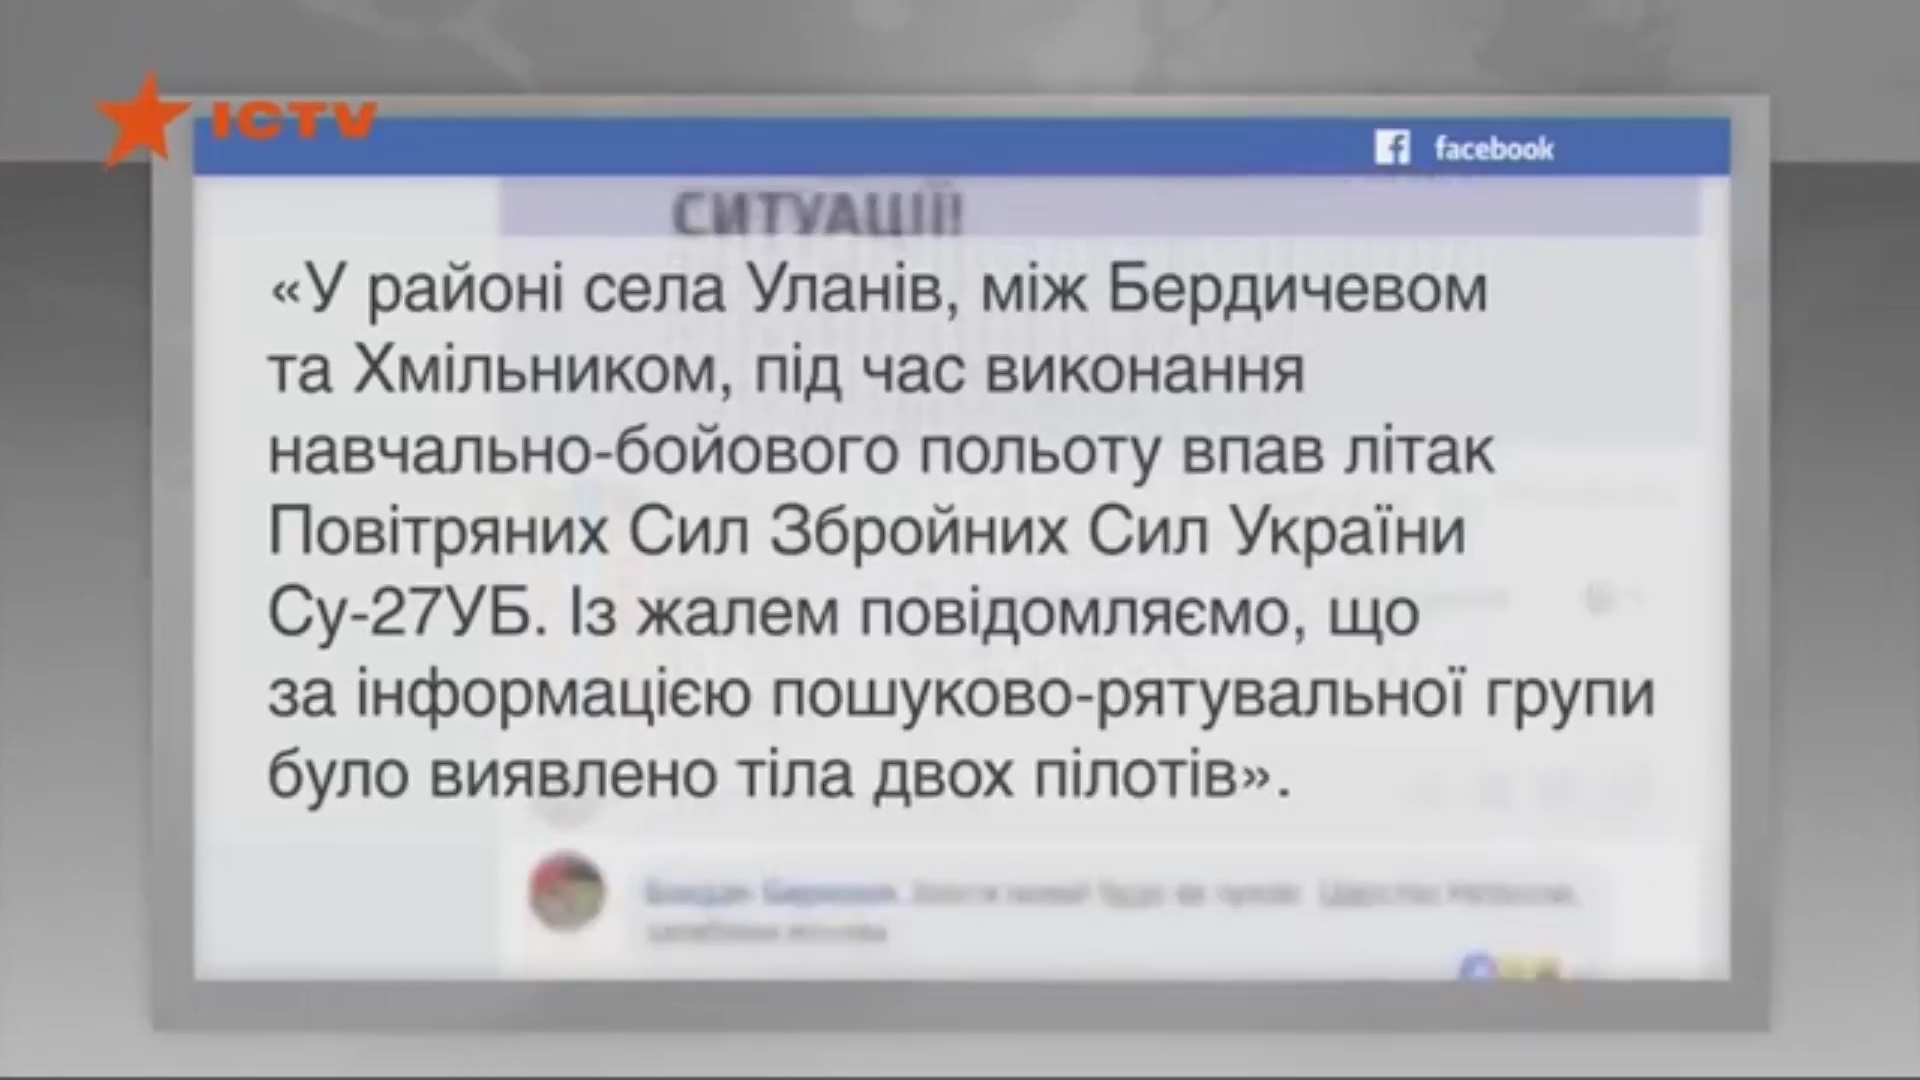 ICTV
facebook
СИТУАЦІЇ!
«У районі села Уланів, між Бердичевом
та Хмільником, під час виконання
навчально-бойового польоту впав літак
Повітряних Сил Збройних Сил України
Су-27УБ. Із жалем повідомляємо, що
за інформацією пошуково-рятувальної групи
було виявлено тіла двох пілотів».